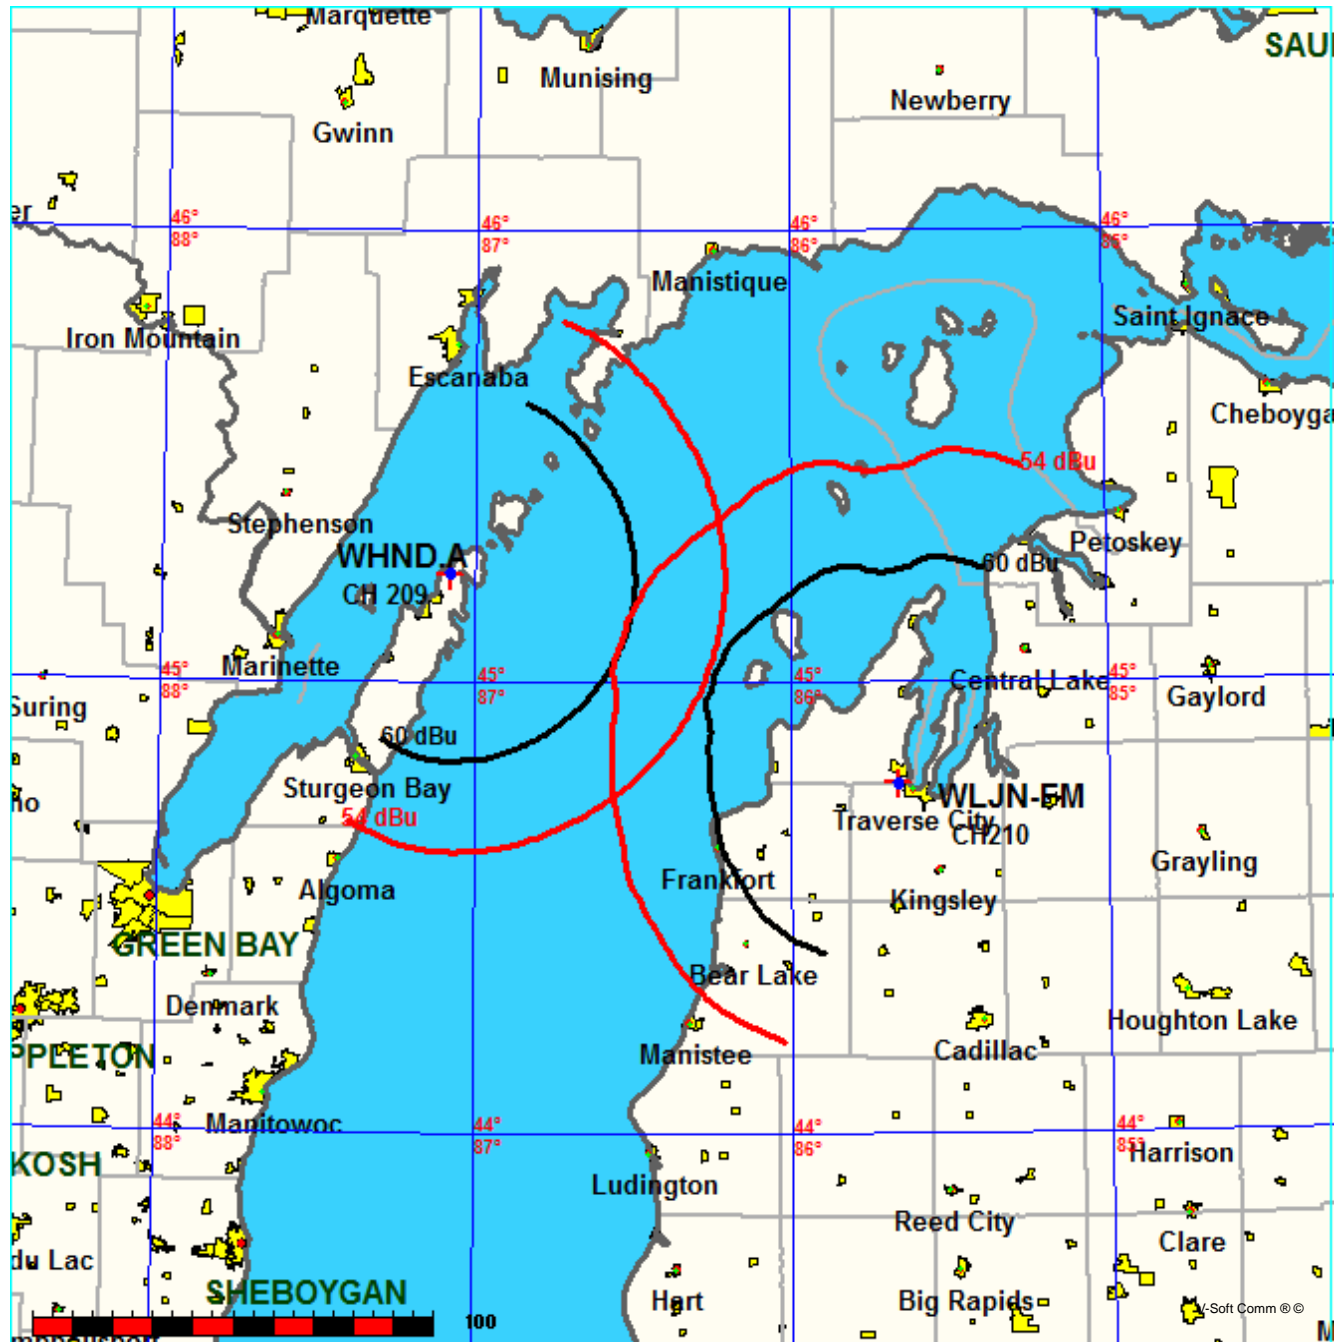 Marquette
SAU
Munising
Newberry
Gwinn
er
46°
88°
46°
87°
46°
86°
46°
85°
Manistique
Iron Mountain
Saint Ignace
Escanaba
Cheboyga
54 dBu
Stephenson
Petoskey
WHND.A
60 dBu
CH 209
Marinette
45°
88°
45°
87°
45°
86°
45°
85°
Central Lake
Gaylord
Suring
60 dBu
Sturgeon Bay
WLJN-FM
ho
54 dBu
Traverse City
CH210
Grayling
Frankfort
Algoma
Kingsley
GREEN BAY
Bear Lake
Denmark
Houghton Lake
PPLETON
Manistee
Cadillac
Manitowoc
44°
88°
44°
87°
44°
86°
44°
85°
Harrison
KOSH
Ludington
Reed City
Clare
du Lac
SHEBOYGAN
Hart
Big Rapids
V-Soft Comm ® ©
100
M